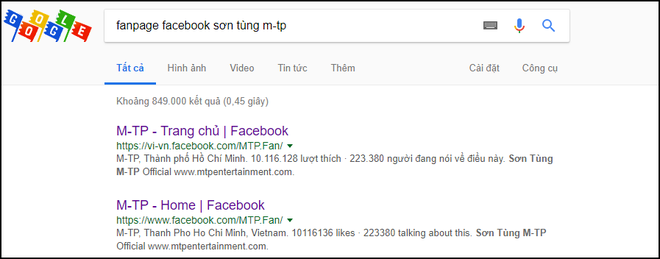 GOOGLE
fanpage facebook sơn tùng m-tp
Tất cả Hình ảnh Video Tin tức Thêm Cài đặt Công cụ
Khoảng 849.000 kết quả (0,45 giây)
M-TP - Trang chủ | Facebook
https://vi-vn.facebook.com/MTP.Fan/
M-TP, Thành phố Hồ Chí Minh. 10.116.128 lượt thích · 223.380 người đang nói về điều này. Sơn Tùng
M-TP Official www.mtpentertainment.com.
M-TP - Home | Facebook
https://www.facebook.com/MTP.Fan/
M-TP, Thanh Pho Ho Chi Minh, Vietnam. 10116136 likes · 223380 talking about this. Sơn Tùng M-TP
Official www.mtpentertainment.com.